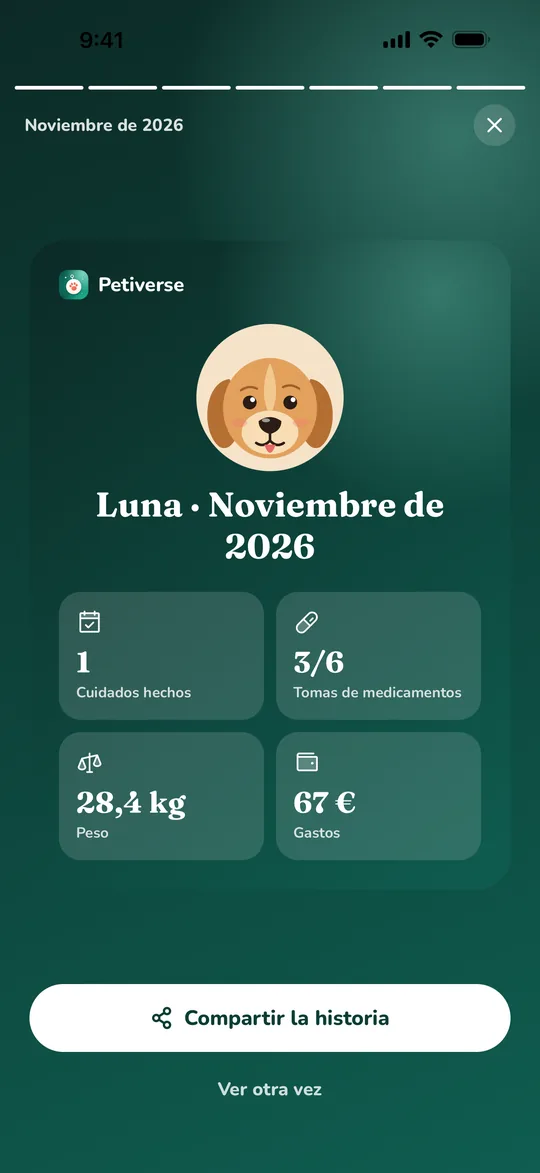 9:41
Noviembre de 2026
Petiverse
Luna · Noviembre de
2026
1
Cuidados hechos
3/6
Tomas de medicamentos
28,4 kg
Peso
67 €
Gastos
Compartir la historia
Ver otra vez